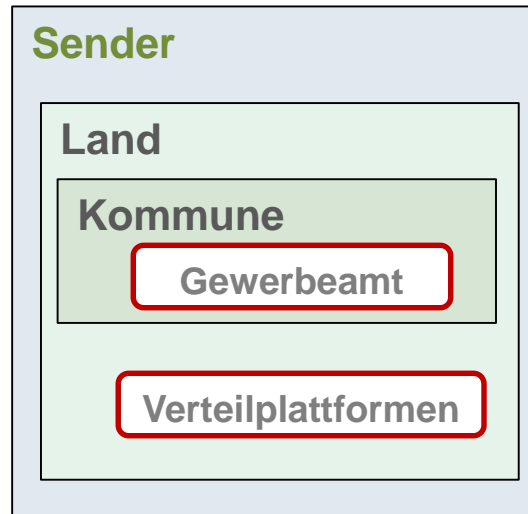 Sender
Land
Kommune
Gewerbeamt
Verteilplattformen